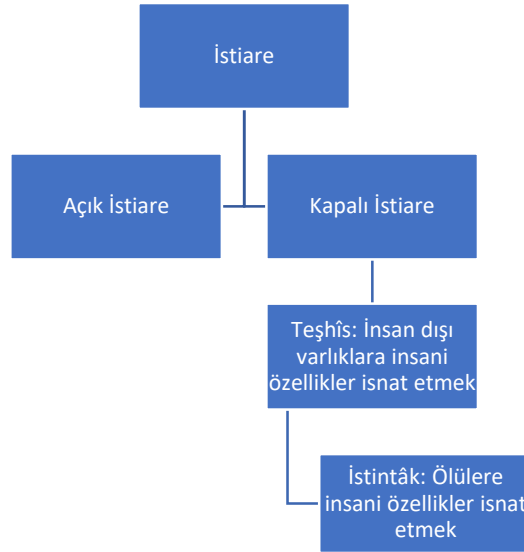 İstiare
Açık İstiare
Kapalı İstiare
Teşhîs: İnsan dışı
varlıklara insani
özellikler isnat etmek
İstintâk: Ölülere
insani özellikler isnat
etmek